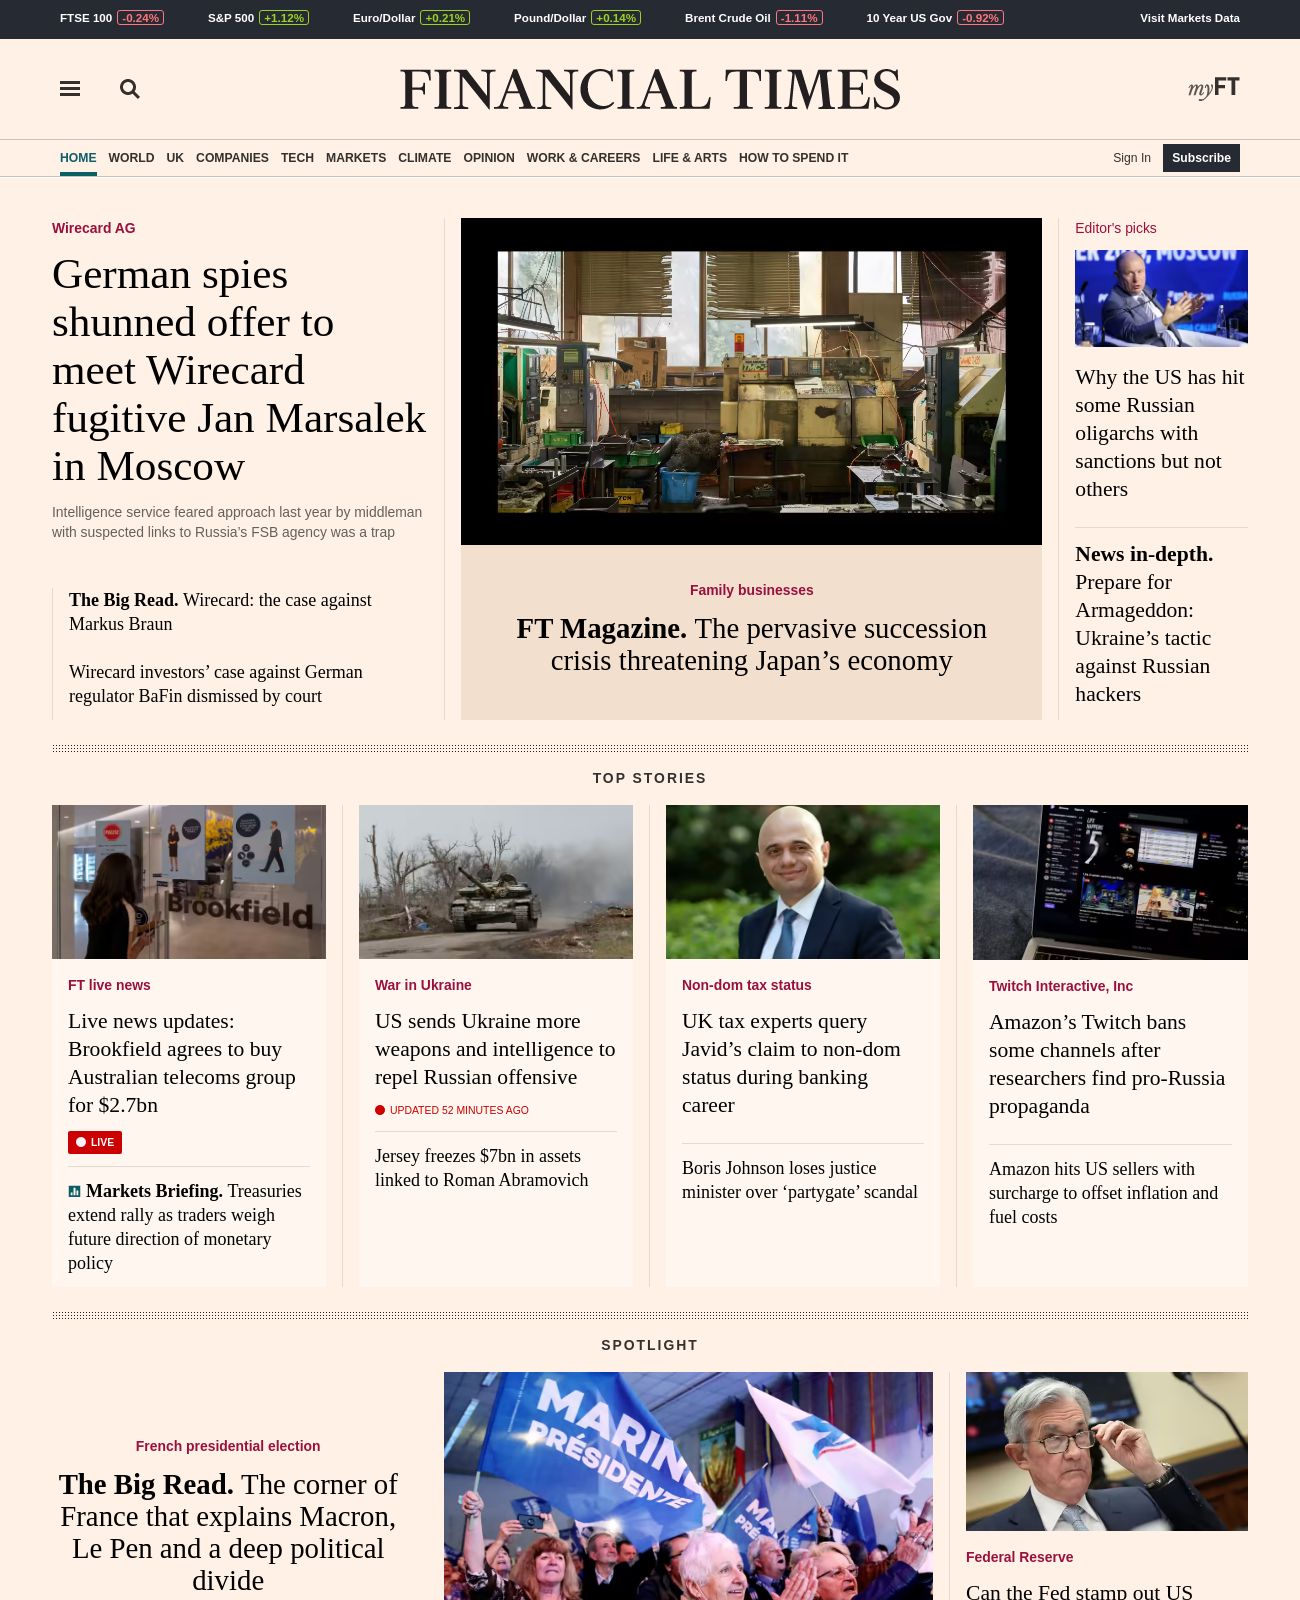 FTSE 100 -0.24% S&P 500 +1.12% Euro/Dollar +0.21% Pound/Dollar +0.14% Brent Crude Oil -1.11% 10 Year US Gov -0.92% Visit Markets Data
FINANCIAL TIMES
myFT
HOME WORLD UK COMPANIES TECH MARKETS CLIMATE OPINION WORK & CAREERS LIFE & ARTS HOW TO SPEND IT Sign In Subscribe
Wirecard AG
German spies
shunned offer to
meet Wirecard
fugitive Jan Marsalek
in Moscow
Intelligence service feared approach last year by middleman
with suspected links to Russia’s FSB agency was a trap
The Big Read. Wirecard: the case against
Markus Braun
Wirecard investors’ case against German
regulator BaFin dismissed by court
Family businesses
FT Magazine. The pervasive succession
crisis threatening Japan’s economy
Editor's picks
MOSCOW
Why the US has hit
some Russian
oligarchs with
sanctions but not
others
News in-depth.
Prepare for
Armageddon:
Ukraine’s tactic
against Russian
hackers
TOP STORIES
Brookfield
FT live news
Live news updates:
Brookfield agrees to buy
Australian telecoms group
for $2.7bn
LIVE
Markets Briefing. Treasuries
extend rally as traders weigh
future direction of monetary
policy
War in Ukraine
US sends Ukraine more
weapons and intelligence to
repel Russian offensive
UPDATED 52 MINUTES AGO
Jersey freezes $7bn in assets
linked to Roman Abramovich
Non-dom tax status
UK tax experts query
Javid’s claim to non-dom
status during banking
career
Boris Johnson loses justice
minister over ‘partygate’ scandal
Twitch Interactive, Inc
Amazon’s Twitch bans
some channels after
researchers find pro-Russia
propaganda
Amazon hits US sellers with
surcharge to offset inflation and
fuel costs
SPOTLIGHT
French presidential election
The Big Read. The corner of
France that explains Macron,
Le Pen and a deep political
divide
MARIN
PRÉSIDENTE
Federal Reserve
Can the Fed stamp out US